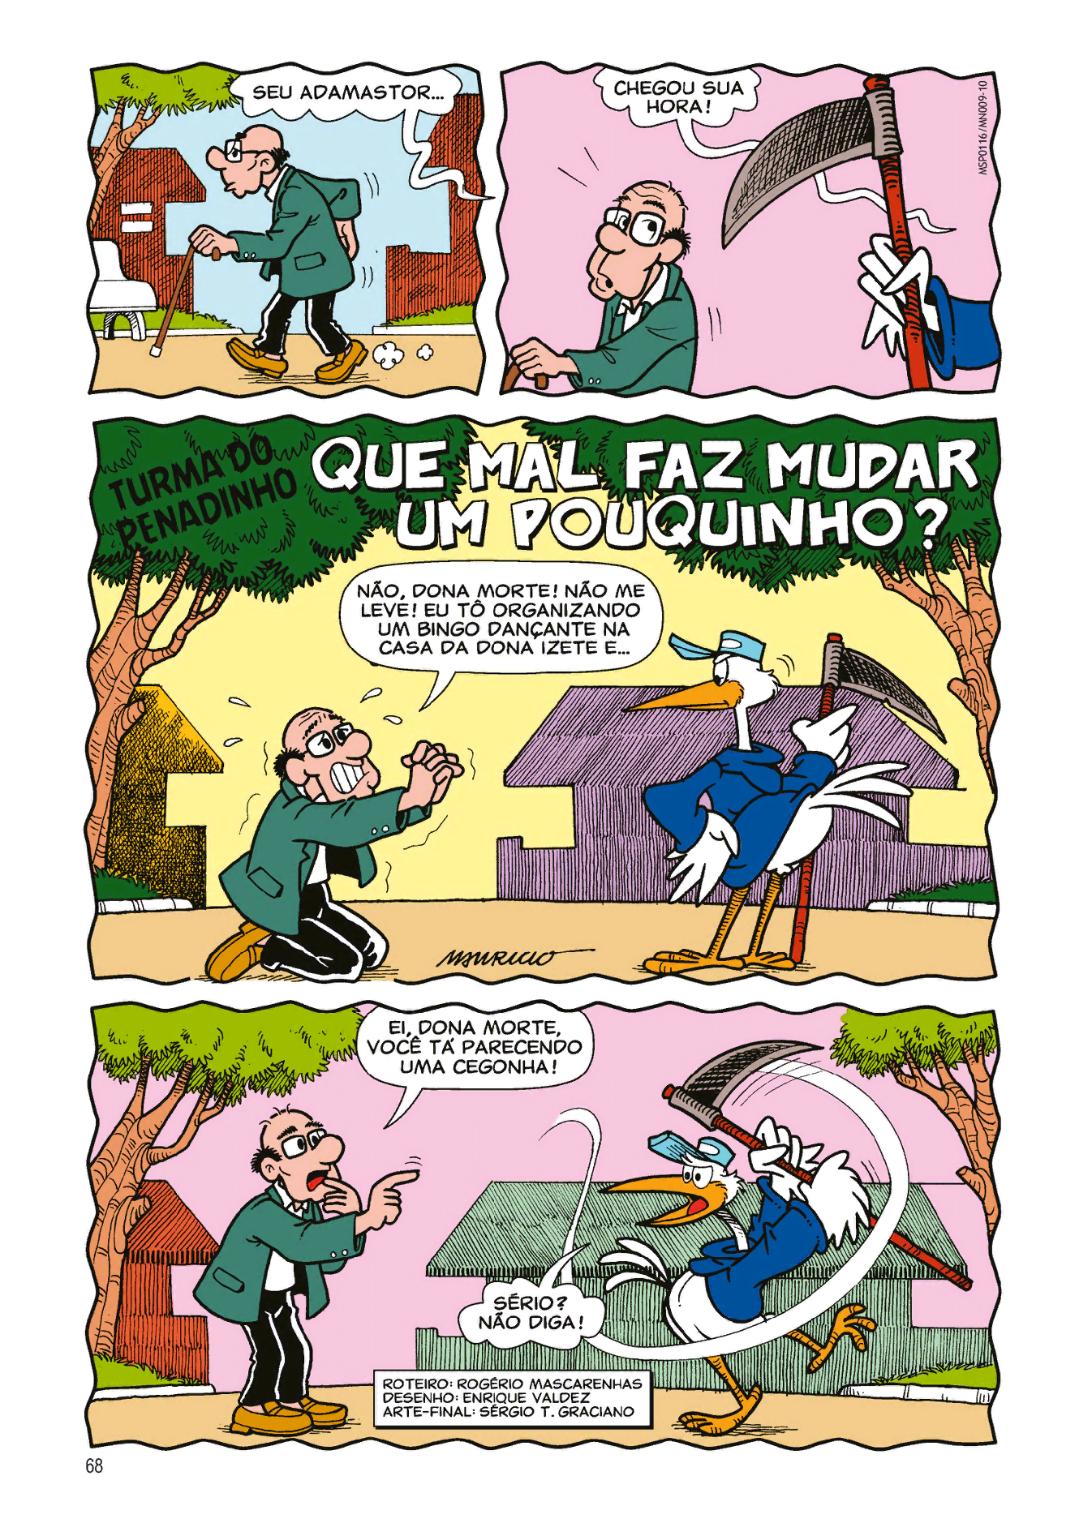 SEU ADAMASTOR...
CHEGOU SUA
HORA!
MSP0116/MN009-10
TURMA DO
PENADINHO
QUE MAL FAZ MUDAR
UM POUQUINHO?
NÃO, DONA MORTE! NÃO ME
LEVE! EU TÔ ORGANIZANDO
UM BINGO DANÇANTE NA
CASA DA DONA IZETE E...
MAURICIO
EI, DONA MORTE,
VOCÊ TÁ PARECENDO
UMA CEGONHA!
SÉRIO?
NÃO DIGA!
ROTEIRO: ROGÉRIO MASCARENHAS
DESENHO: ENRIQUE VALDEZ
ARTE-FINAL: SÉRGIO T. GRACIANO
68